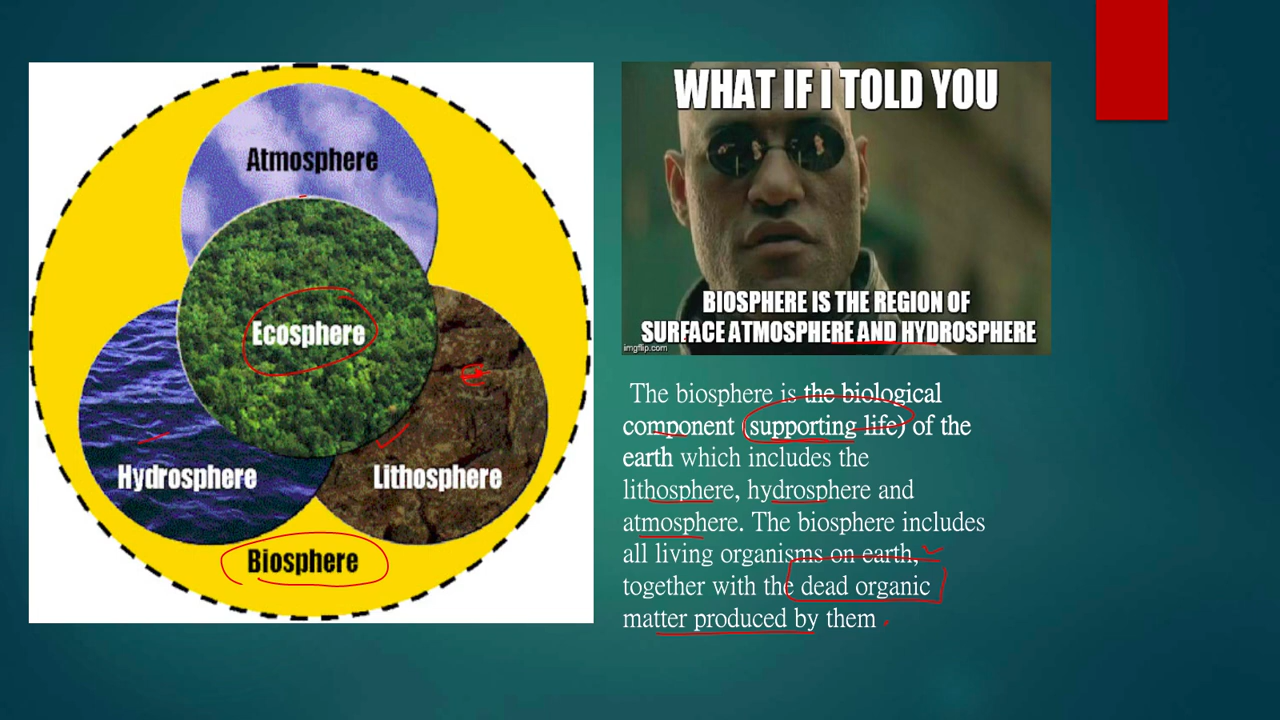 Atmosphere
Ecosphere
Hydrosphere
Lithosphere
Biosphere
WHAT IF I TOLD YOU
BIOSPHERE IS THE REGION OF
SURFACE ATMOSPHERE AND HYDROSPHERE
imgflip.com
The biosphere is the biological
component (supporting life) of the
earth which includes the
lithosphere, hydrosphere and
atmosphere. The biosphere includes
all living organisms on earth,
together with the dead organic
matter produced by them